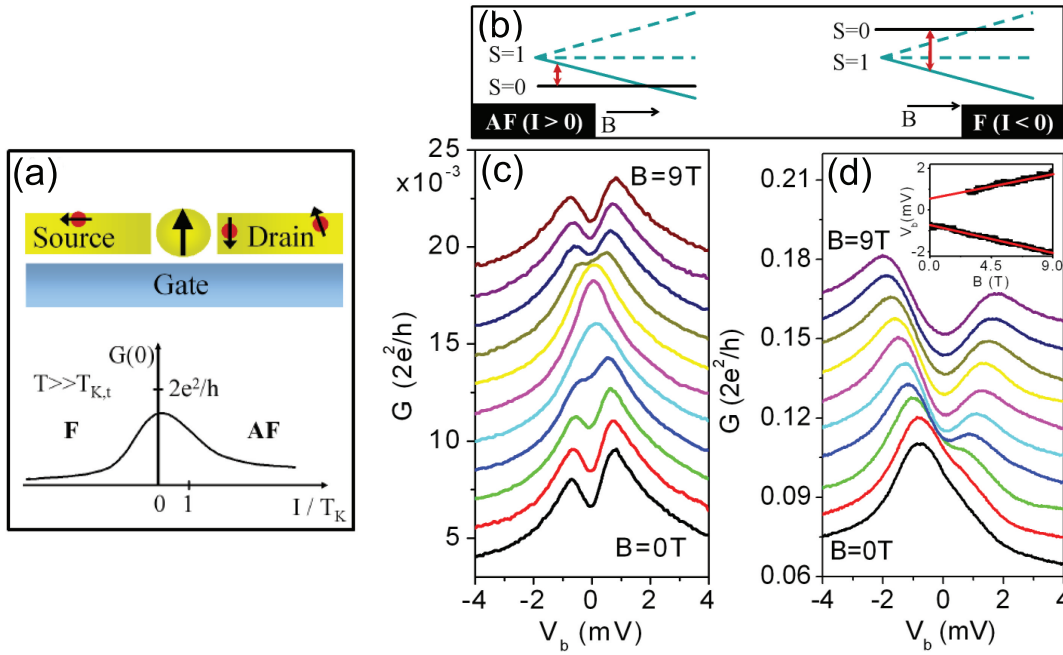 (a)
Source
Drain
Gate
G(0)
T>>T_K,t
2e²/h
F
AF
0
1
I / T_K
(b)
S=1
S=0
AF (I > 0)
B
S=0
S=1
B
F (I < 0)
(c)
25
x10⁻³
20
15
10
5
G (2e²/h)
B=9T
B=0T
-4
-2
0
2
4
V_b (mV)
(d)
0.21
0.18
0.15
0.12
0.09
0.06
G (2e²/h)
B=9T
B=0T
-4
-2
0
2
4
V_b (mV)
2
0
-2
V_b (mV)
0.0
4.5
9.0
B (T)